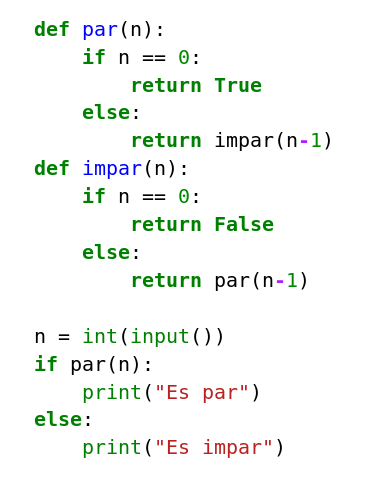 def par(n):
    if n == 0:
        return True
    else:
        return impar(n-1)
def impar(n):
    if n == 0:
        return False
    else:
        return par(n-1)

n = int(input())
if par(n):
    print("Es par")
else:
    print("Es impar")